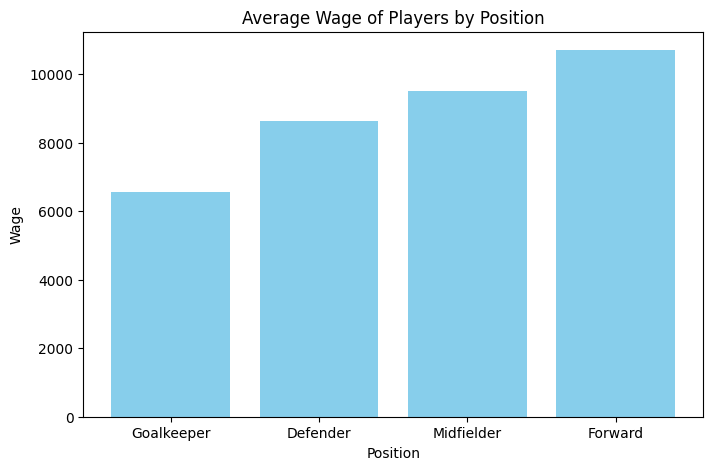 Average Wage of Players by Position
Wage
10000
8000
6000
4000
2000
0
Goalkeeper Defender Midfielder Forward
Position